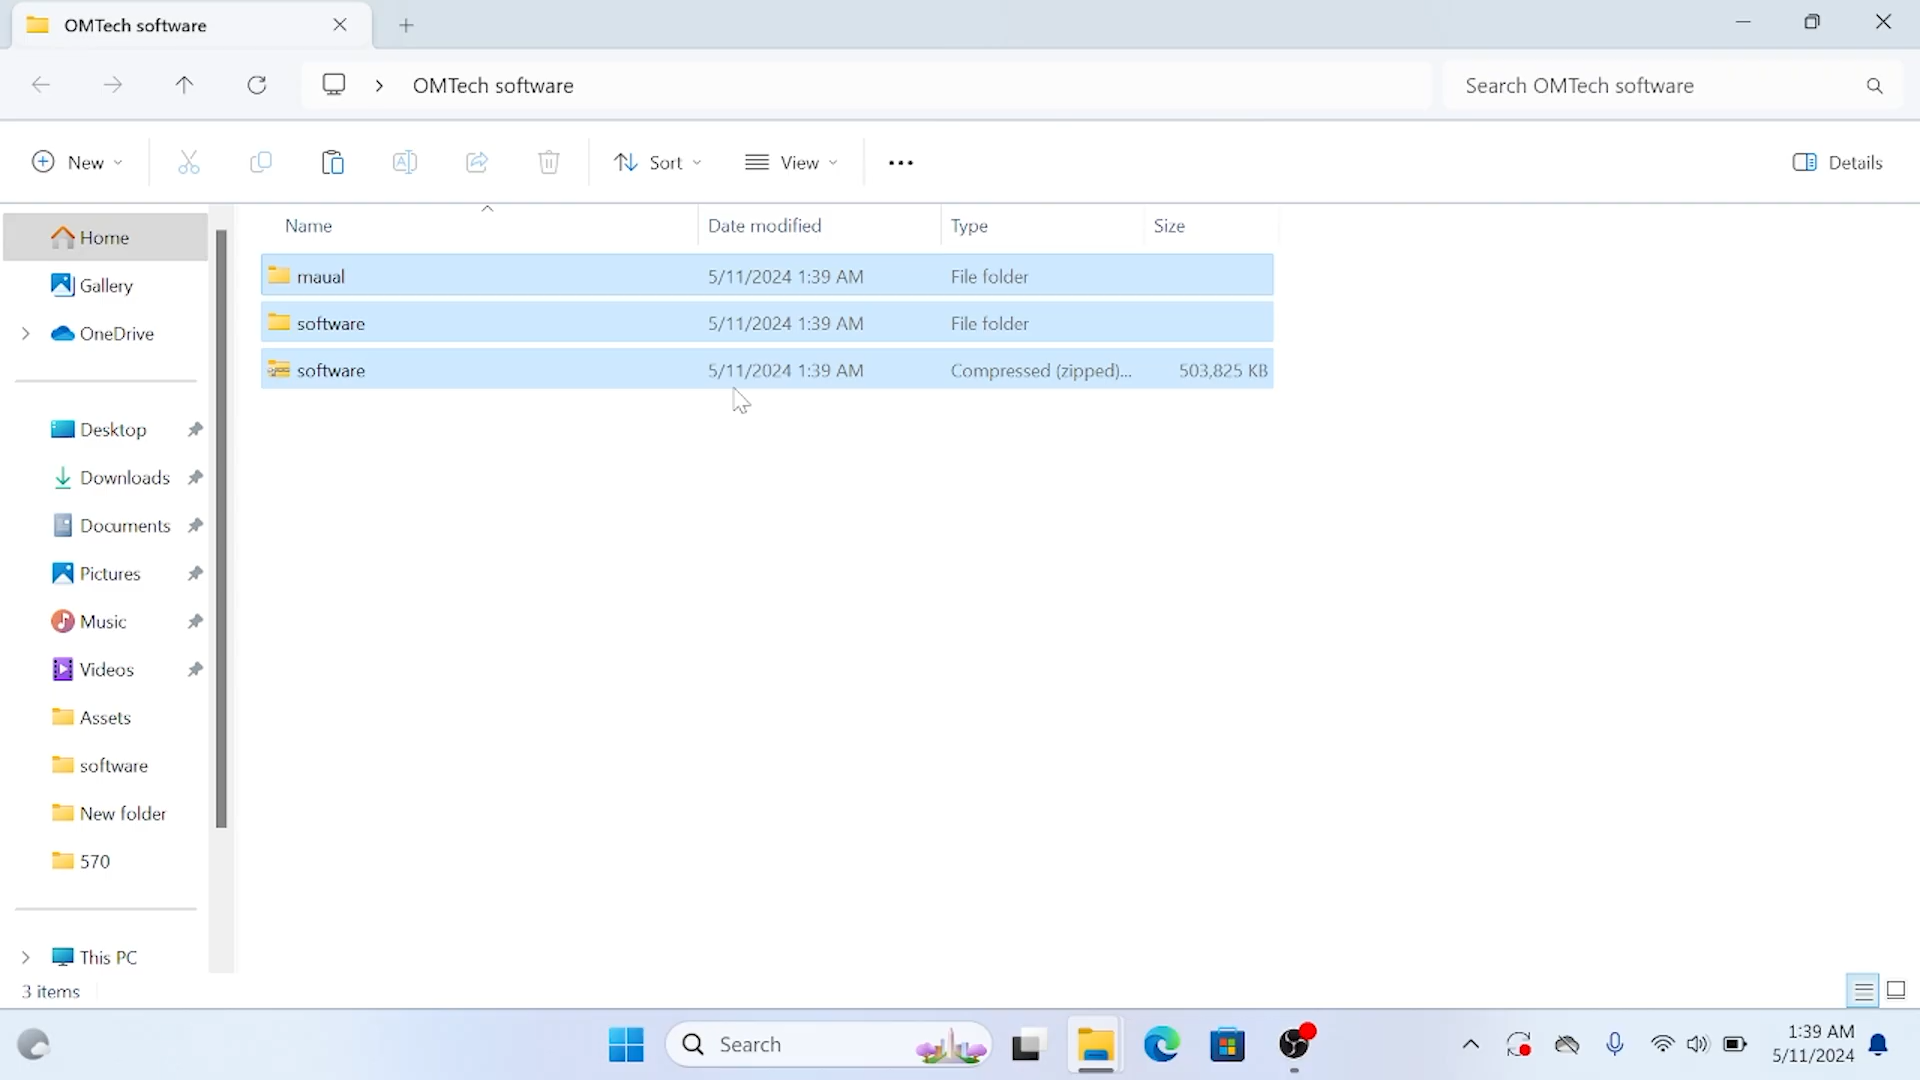 OMTech software
OMTech software
Search OMTech software
New
Sort
View
Details
Name
Date modified
Type
Size
maual
5/11/2024 1:39 AM
File folder
software
5/11/2024 1:39 AM
File folder
software
5/11/2024 1:39 AM
Compressed (zipped)...
503,825 KB
Home
Gallery
OneDrive
Desktop
Downloads
Documents
Pictures
Music
Videos
Assets
software
New folder
570
This PC
3 items
Search
1:39 AM
5/11/2024